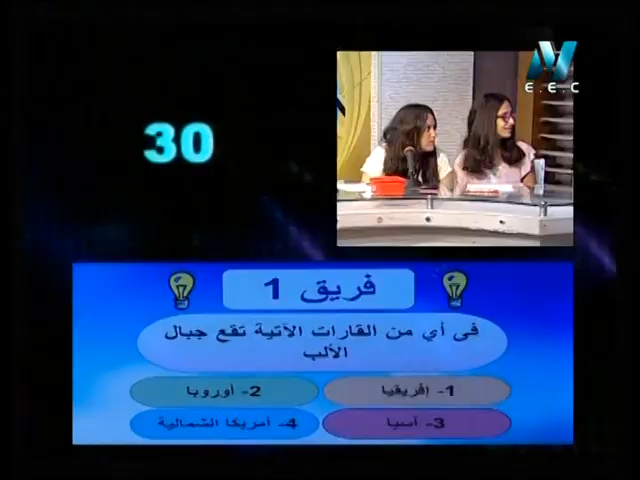 E.E.C
30
فريق 1
فى أي من القارات الآتية تقع جبال
الألب
1- إفريقيا
2- أوروبا
3- آسيا
4- أمريكا الشمالية